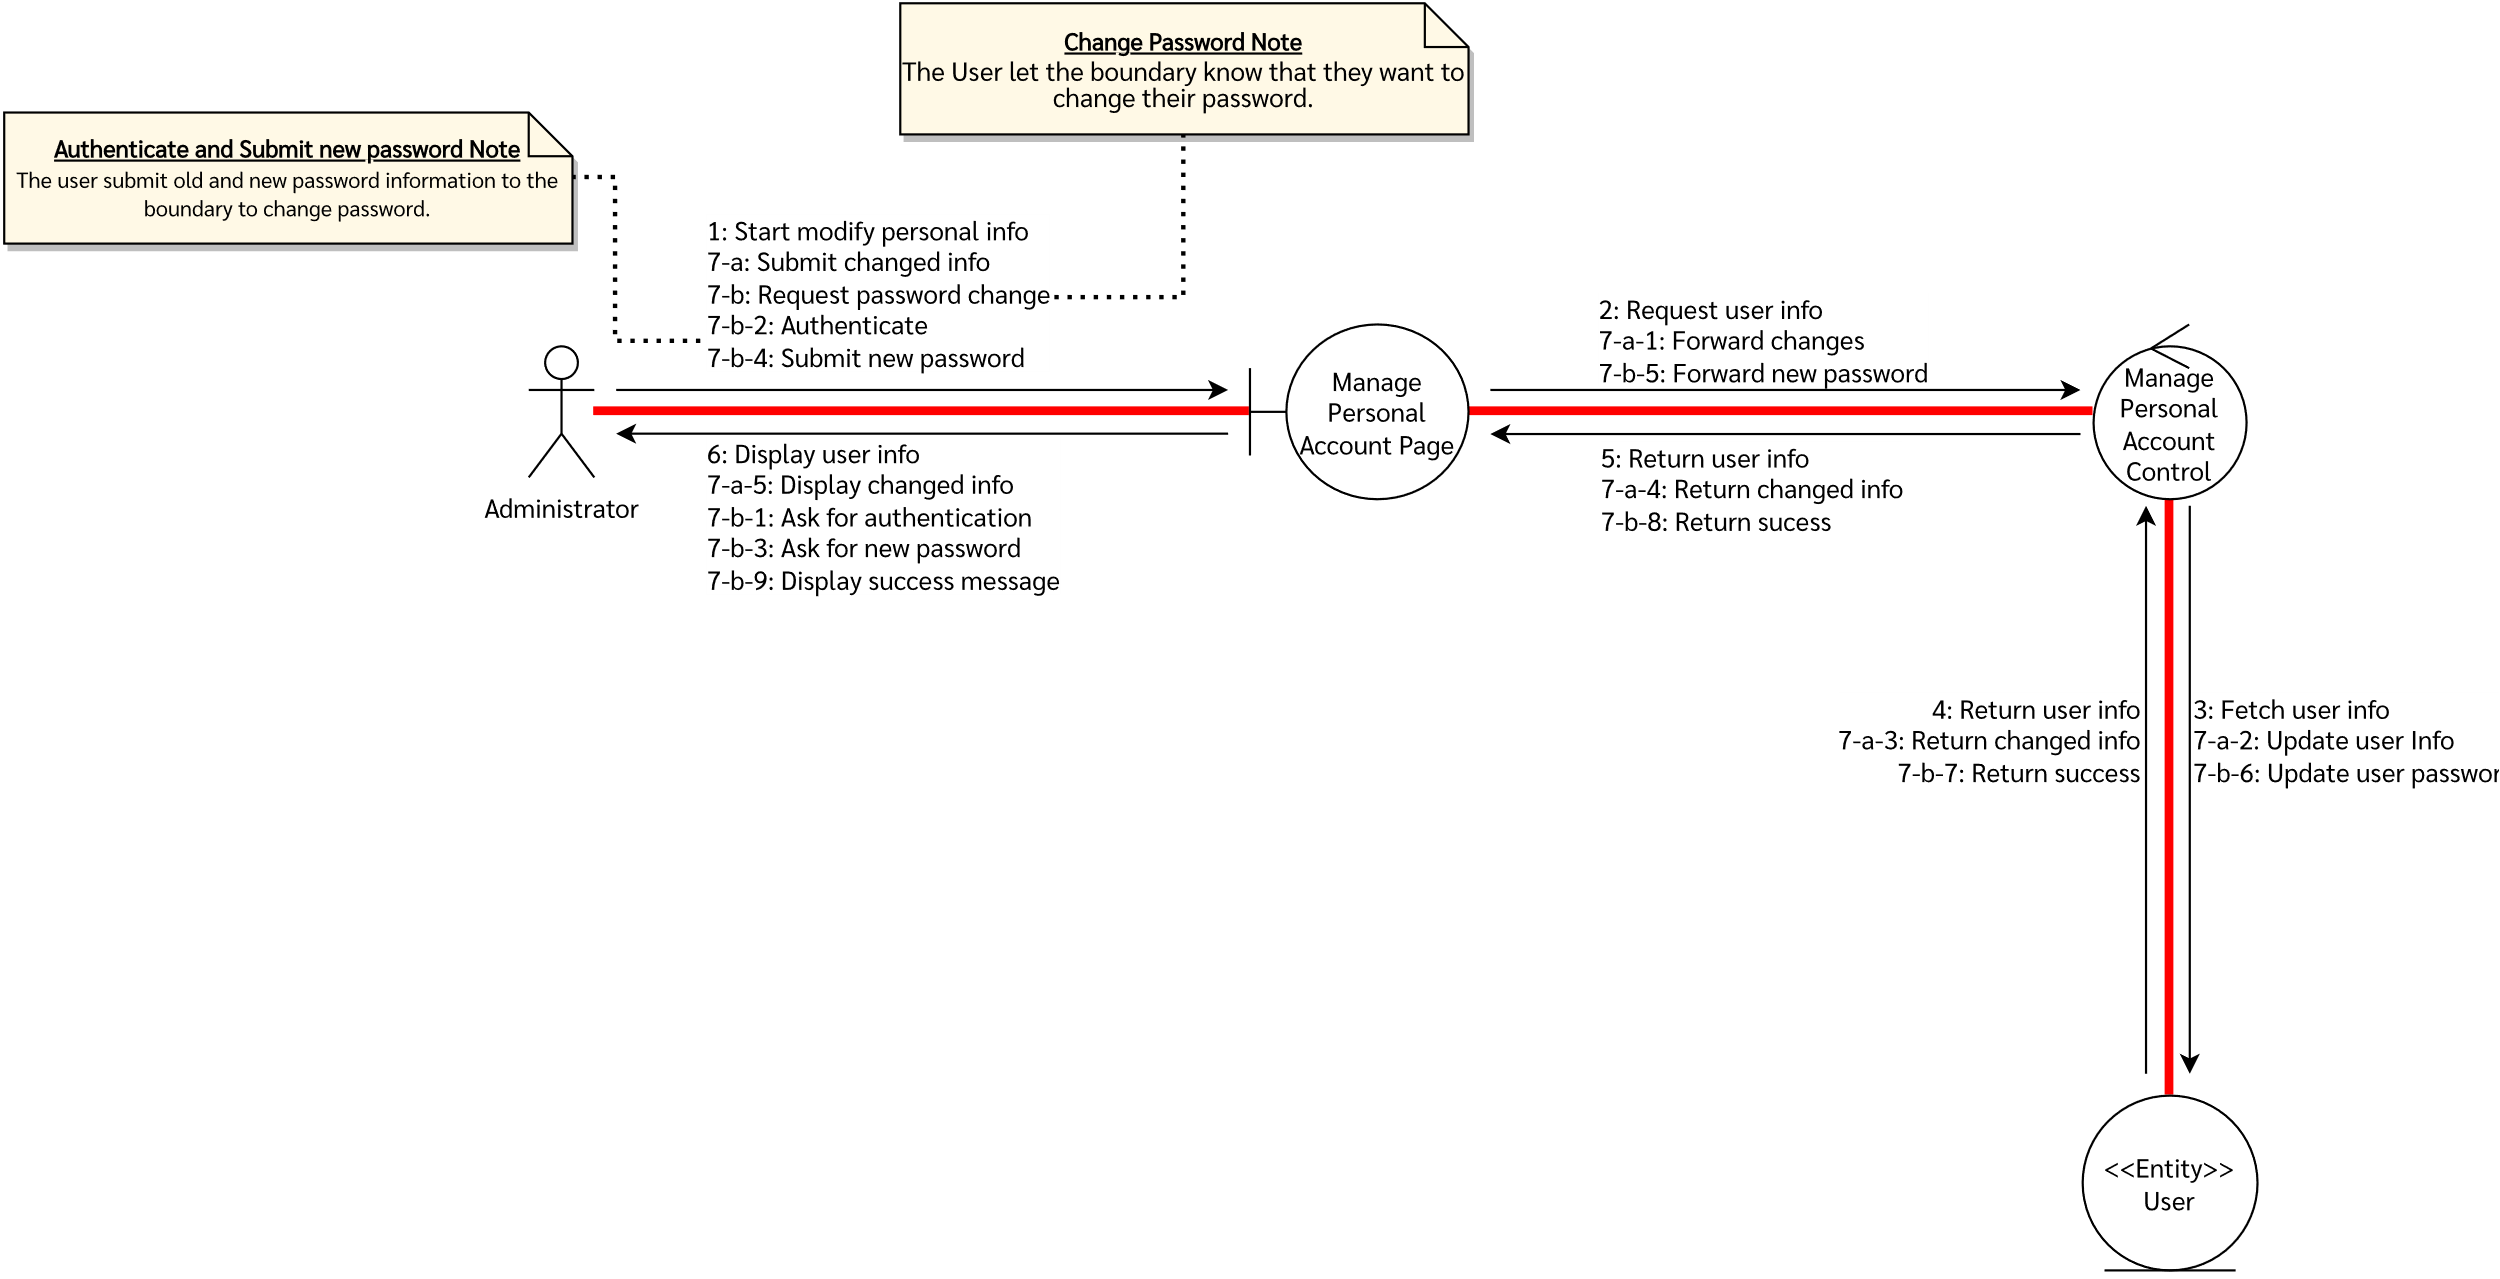 Change Password Note
The User let the boundary know that they want to
change their password.
Authenticate and Submit new password Note
The user submit old and new password information to the
boundary to change password.
1: Start modify personal info
7-a: Submit changed info
7-b: Request password change
7-b-2: Authenticate
7-b-4: Submit new password
2: Request user info
7-a-1: Forward changes
7-b-5: Forward new password
Manage
Personal
Account Page
Manage
Personal
Account
Control
Administrator
6: Display user info
7-a-5: Display changed info
7-b-1: Ask for authentication
7-b-3: Ask for new password
7-b-9: Display success message
5: Return user info
7-a-4: Return changed info
7-b-8: Return sucess
4: Return user info
7-a-3: Return changed info
7-b-7: Return success
3: Fetch user info
7-a-2: Update user Info
7-b-6: Update user passwor
<<Entity>>
User